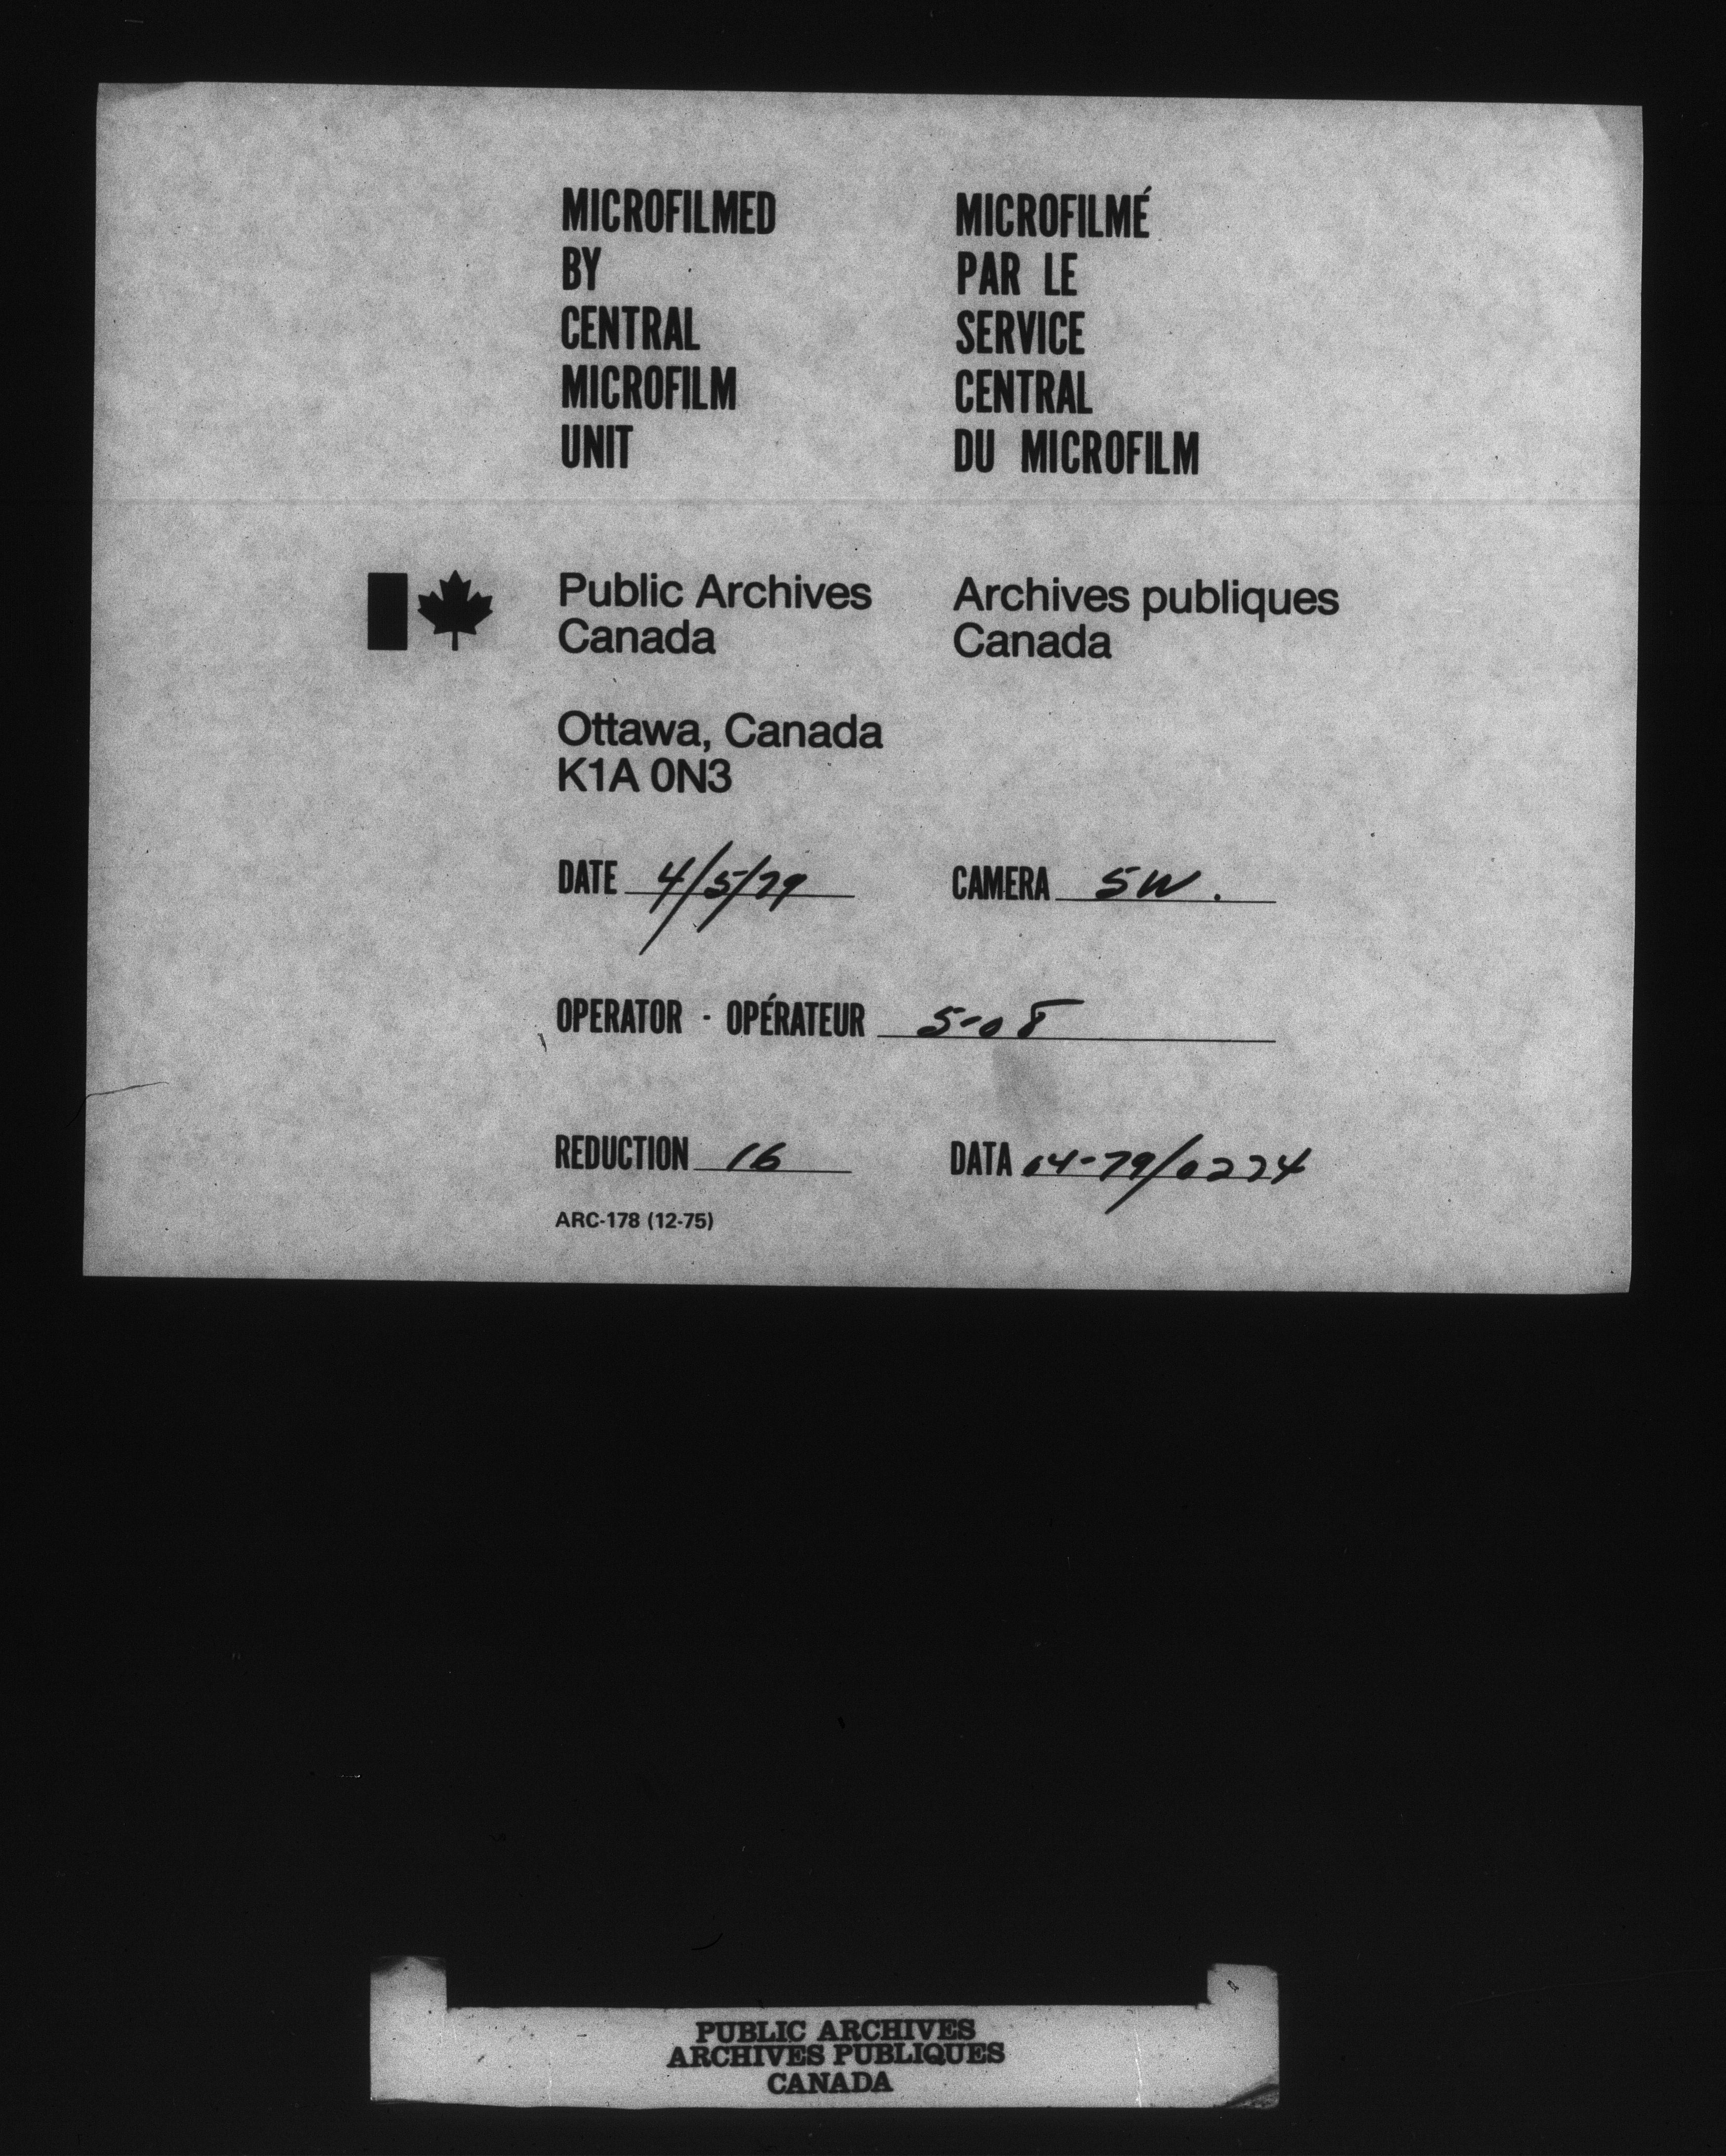 MICROFILMED
BY
CENTRAL
MICROFILM
UNIT
MICROFILMÉ
PAR LE
SERVICE
CENTRAL
DU MICROFILM
Public Archives
Canada
Archives publiques
Canada
Ottawa, Canada
K1A 0N3
DATE 4/5/79
CAMERA 5W.
OPERATOR - OPÉRATEUR 5-08
REDUCTION 16
DATA 04-79/0224
ARC-178 (12-75)
PUBLIC ARCHIVES
ARCHIVES PUBLIQUES
CANADA